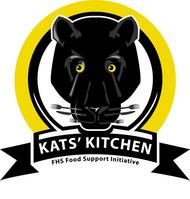 KATS' KITCHEN
FHS Food Support Initiative